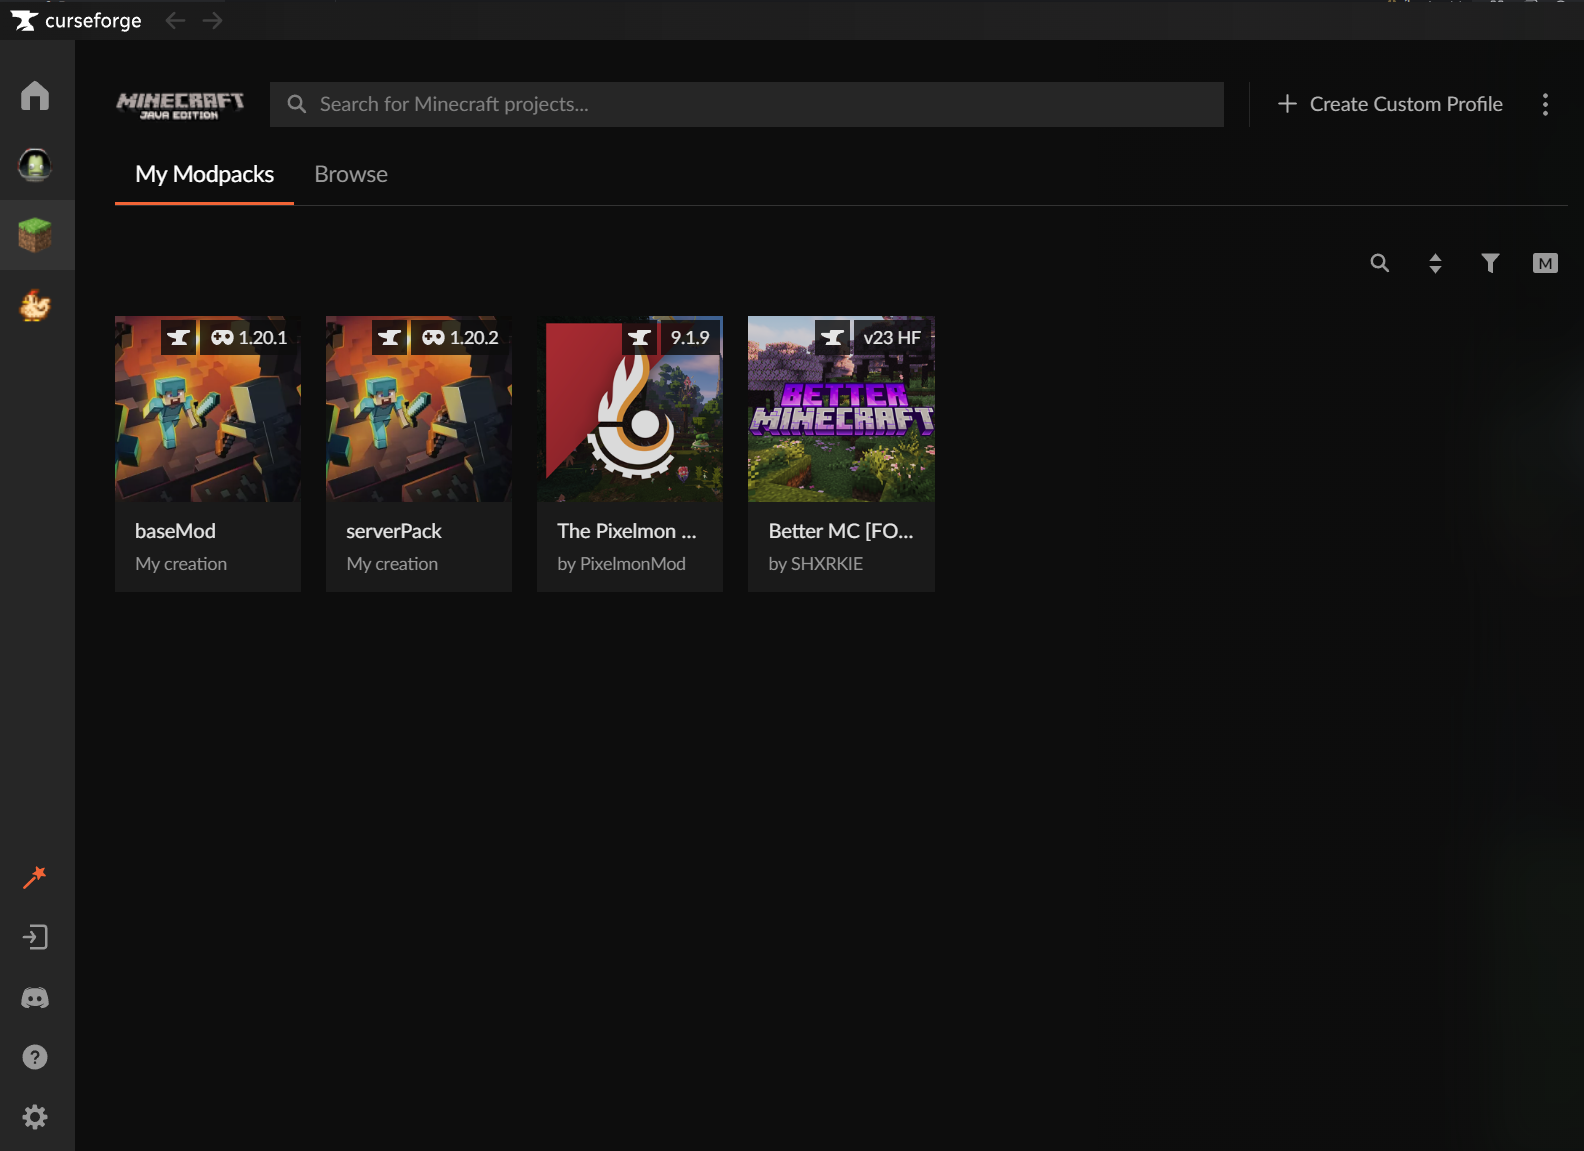 curseforge
MINECRAFT
JAVA EDITION
Search for Minecraft projects...
Create Custom Profile
My Modpacks
Browse
M
1.20.1
1.20.2
9.1.9
v23 HF
BETTER
MINECRAFT
baseMod
My creation
serverPack
My creation
The Pixelmon ...
by PixelmonMod
Better MC [FO...
by SHXRKIE
?